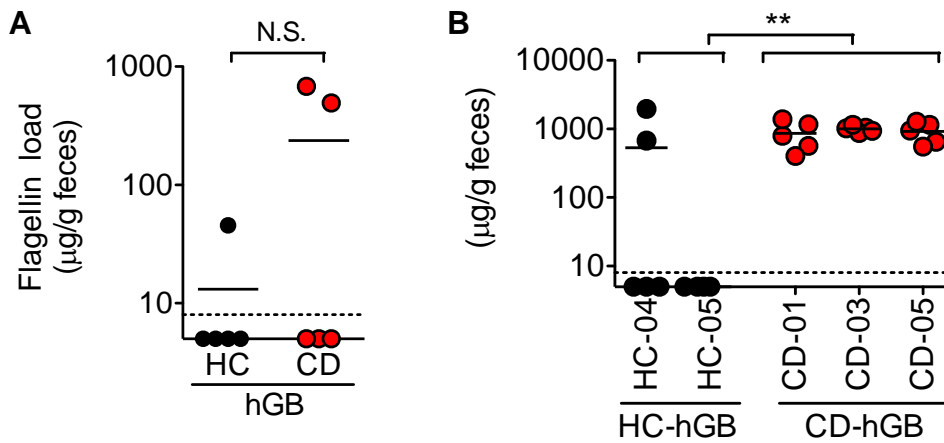 A
N.S.
Flagellin load
(μg/g feces)
1000
100
10
HC
CD
hGB
B
**
(μg/g feces)
10000
1000
100
10
HC-04
HC-05
CD-01
CD-03
CD-05
HC-hGB
CD-hGB